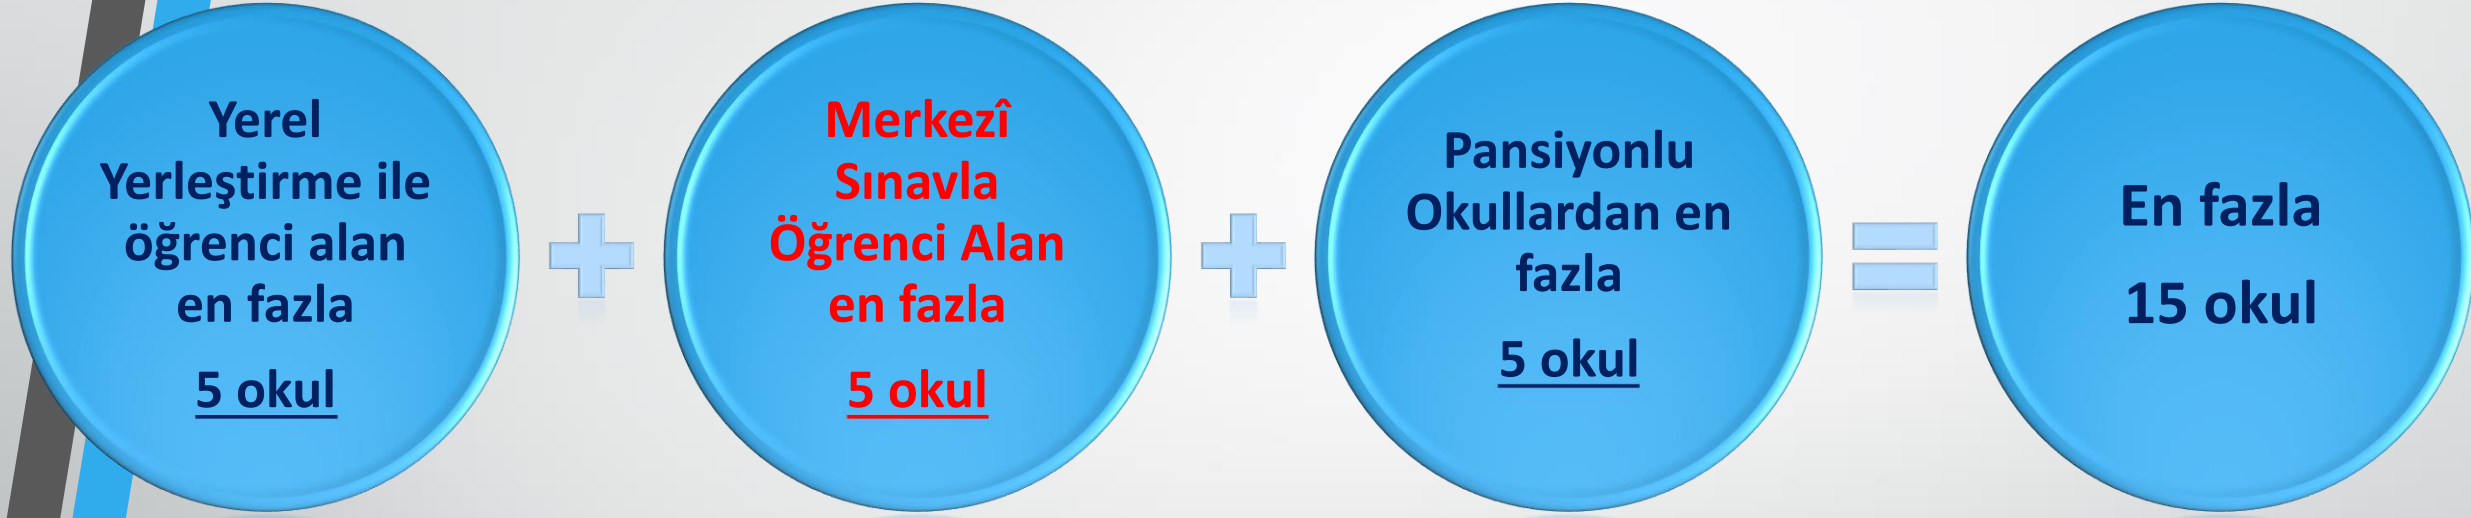 Yerel
Yerleştirme ile
öğrenci alan
en fazla
5 okul
Merkezî
Sınavla
Öğrenci Alan
en fazla
5 okul
Pansiyonlu
Okullardan en
fazla
5 okul
En fazla
15 okul